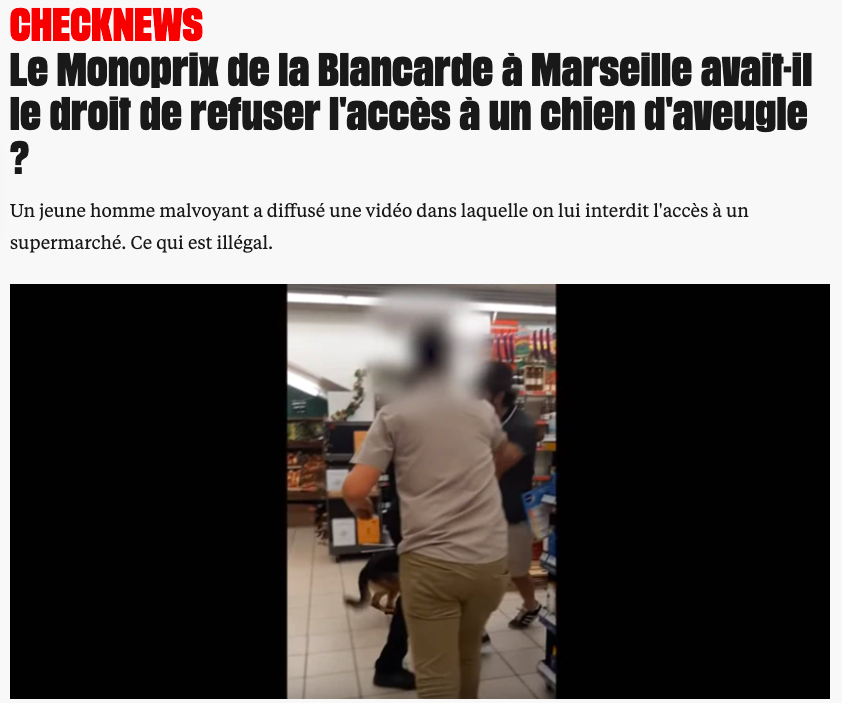 CHECKNEWS
Le Monoprix de la Blancarde à Marseille avait-il
le droit de refuser l'accès à un chien d'aveugle
?
Un jeune homme malvoyant a diffusé une vidéo dans laquelle on lui interdit l'accès à un
supermarché. Ce qui est illégal.